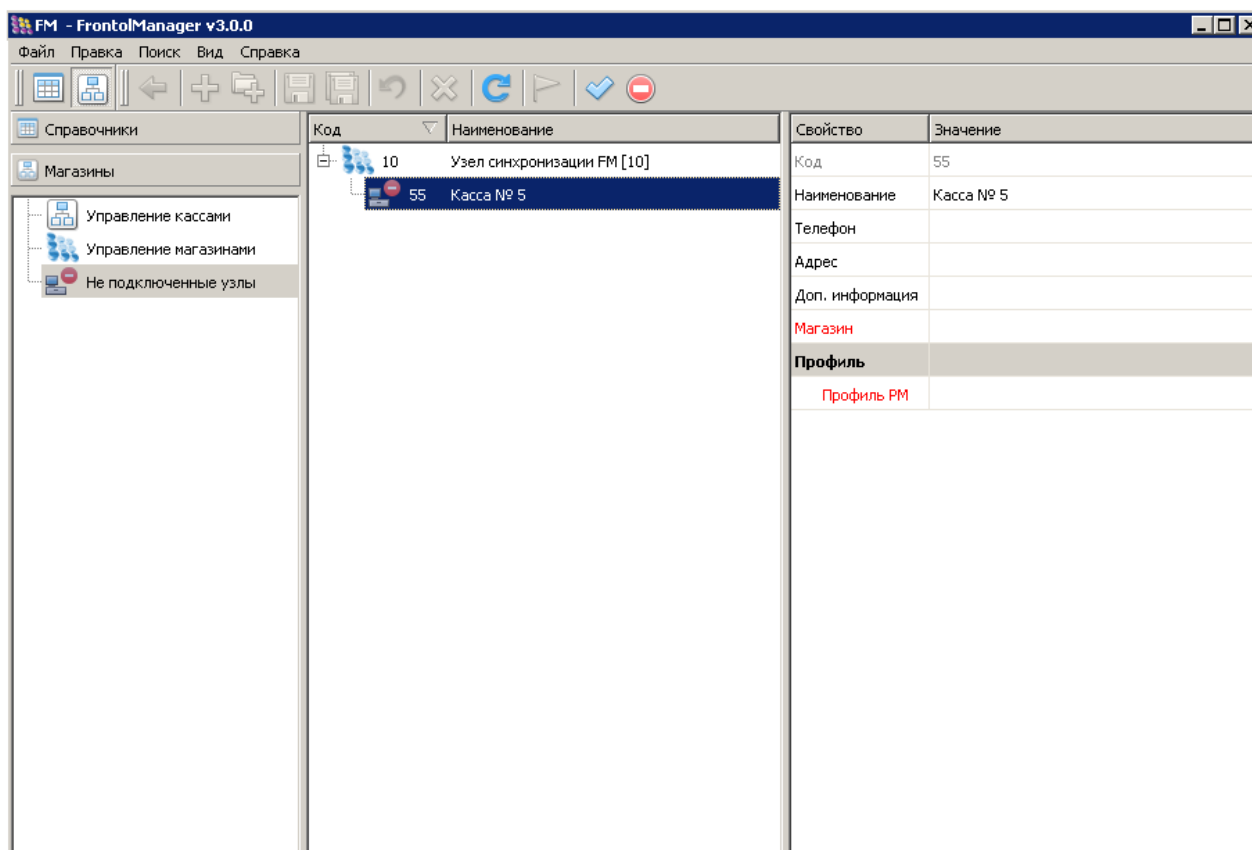 FM - FrontolManager v3.0.0
Файл Правка Поиск Вид Справка
Справочники
Магазины
Управление кассами
Управление магазинами
Не подключенные узлы
Код Наименование
10 Узел синхронизации FM [10]
55 Касса № 5
Свойство Значение
Код 55
Наименование Касса № 5
Телефон
Адрес
Доп. информация
Магазин
Профиль
Профиль РМ